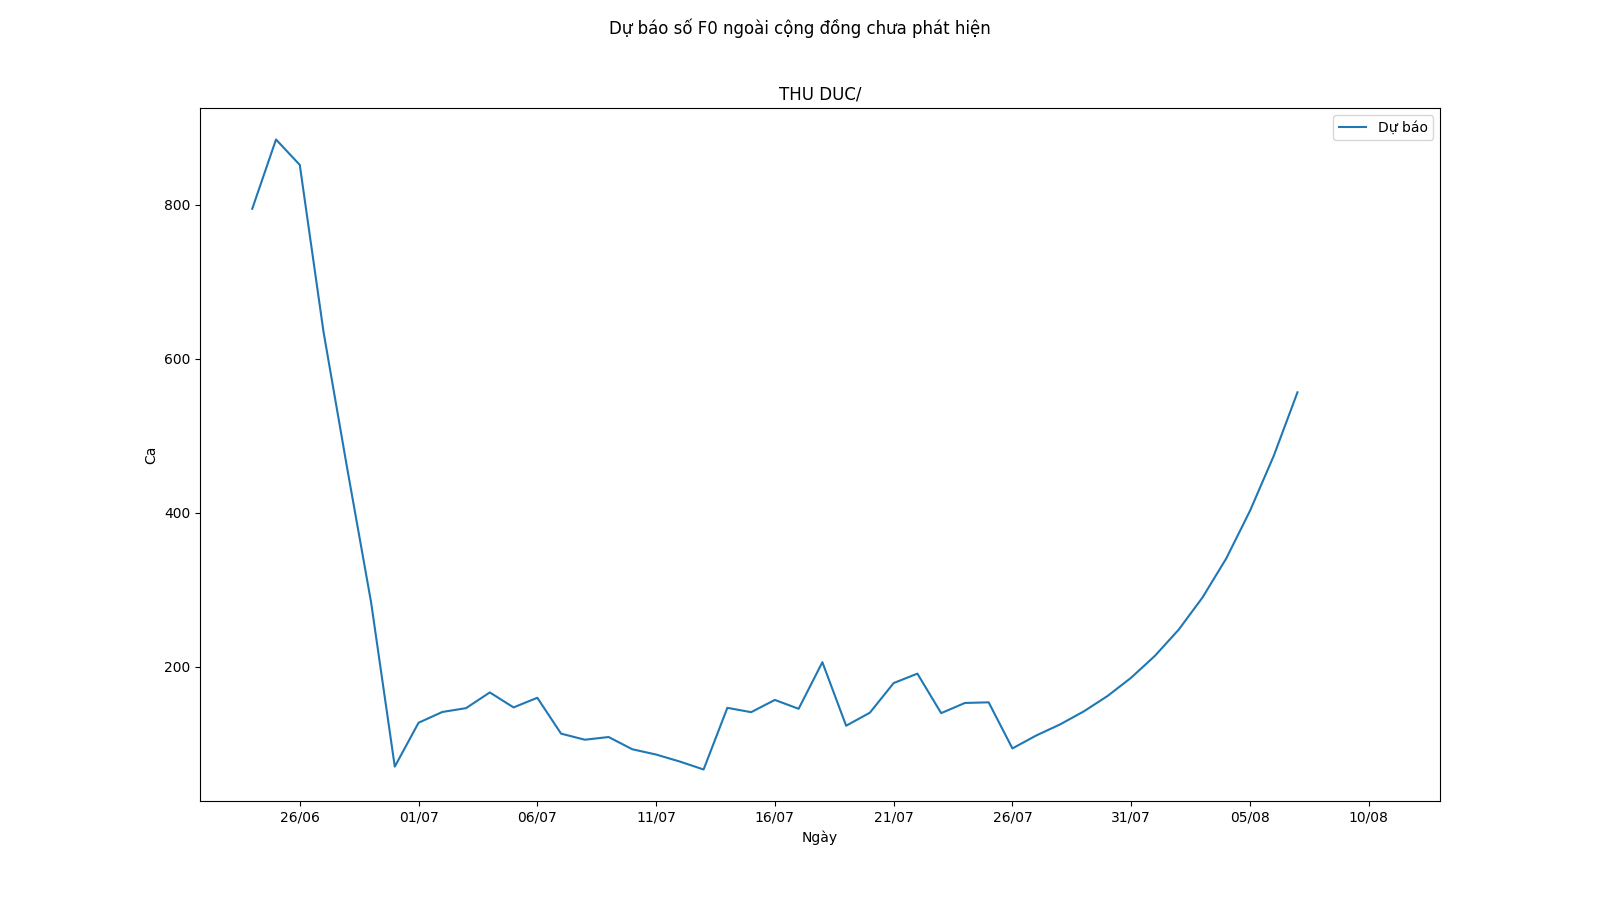 Dự báo số F0 ngoài cộng đồng chưa phát hiện
THU DUC/
Dự báo
800
600
400
200
Ca
26/06 01/07 06/07 11/07 16/07 21/07 26/07 31/07 05/08 10/08
Ngày